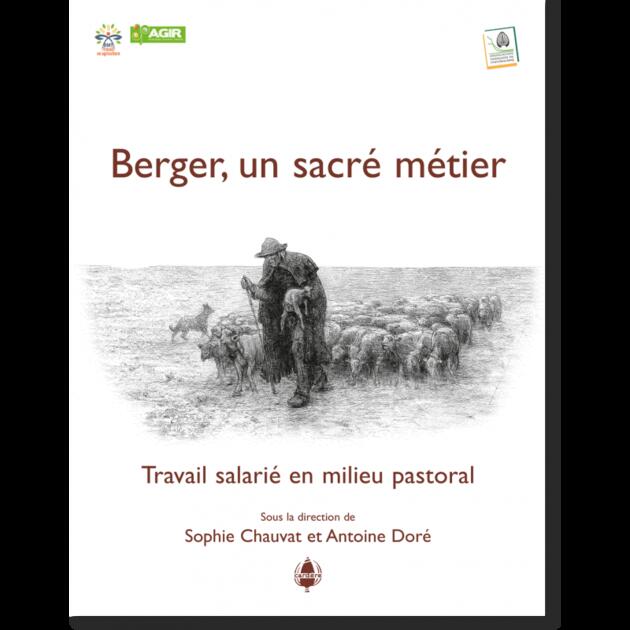 AGIR
Berger, un sacré métier
Travail salarié en milieu pastoral
Sous la direction de
Sophie Chauvat et Antoine Doré
cardère